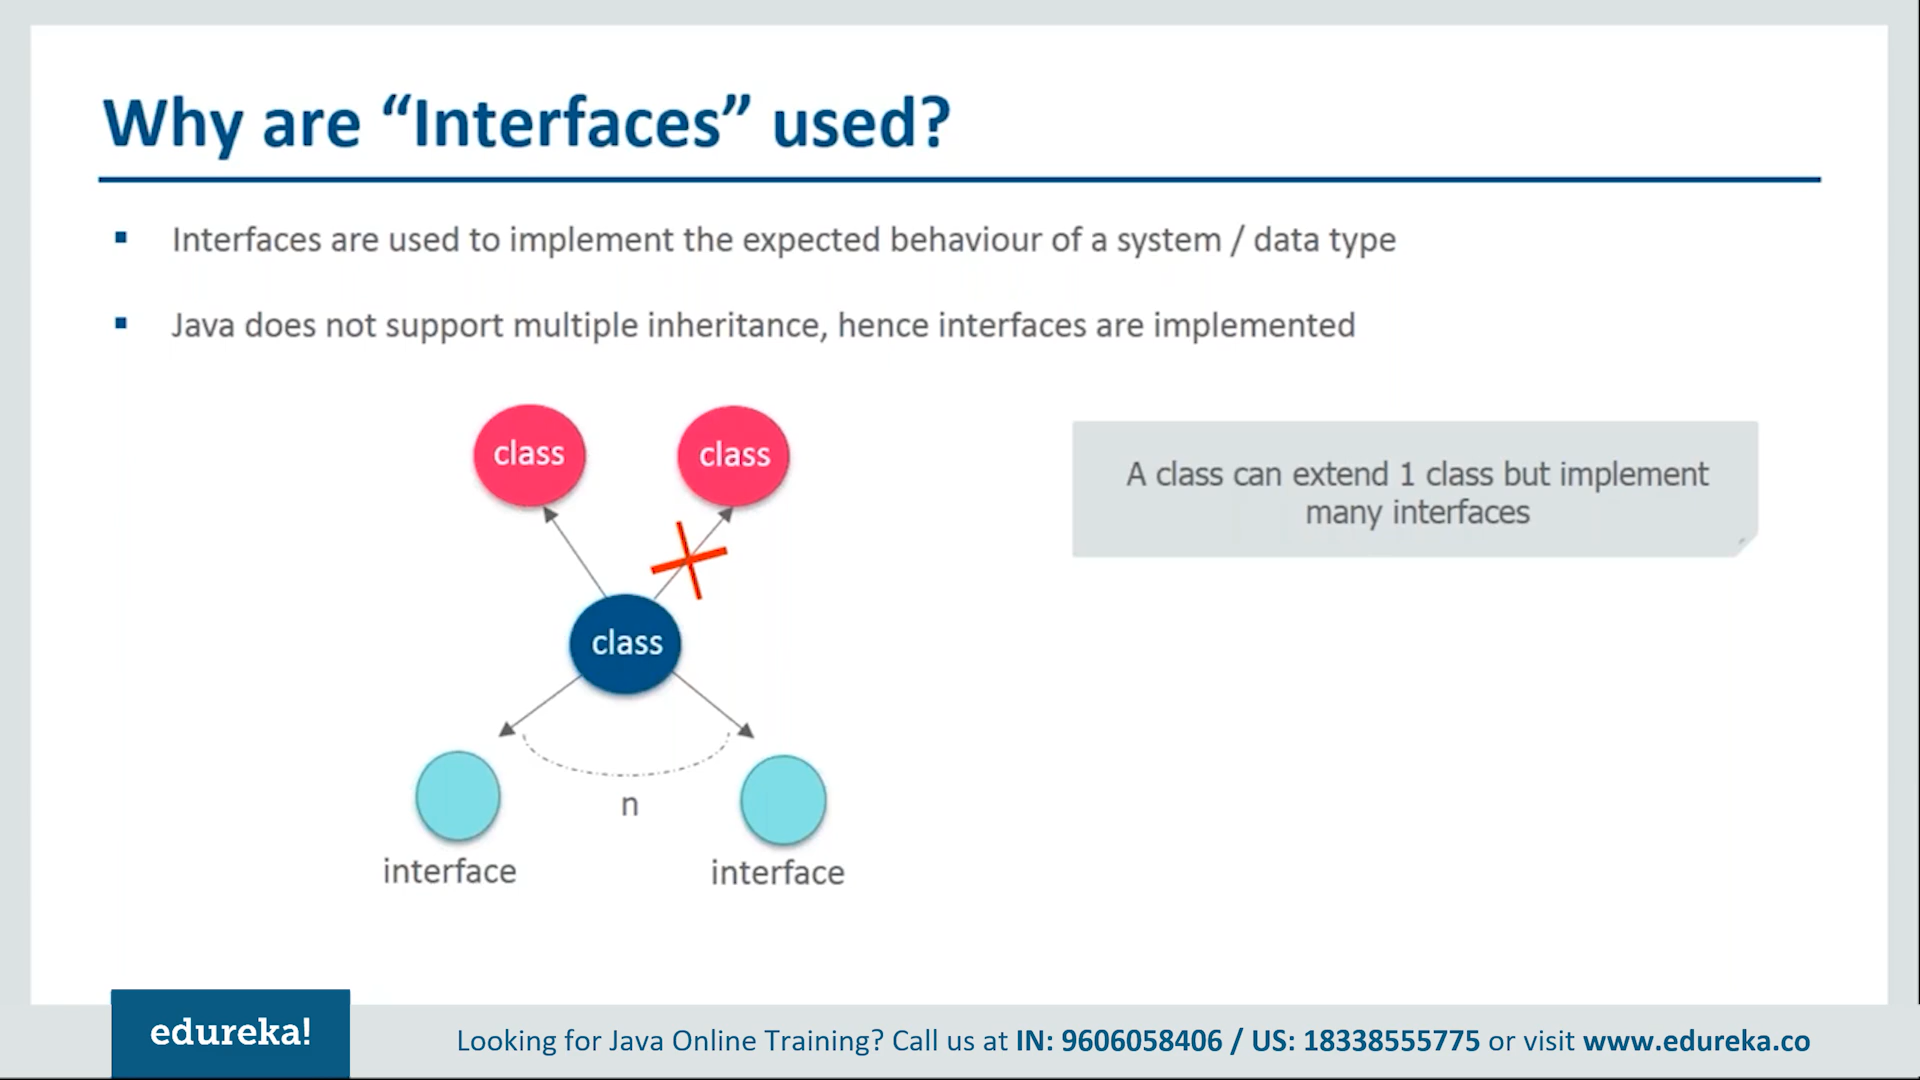 Why are “Interfaces” used?
Interfaces are used to implement the expected behaviour of a system / data type
Java does not support multiple inheritance, hence interfaces are implemented
class
class
A class can extend 1 class but implement
many interfaces
class
n
interface
interface
edureka!
Looking for Java Online Training? Call us at IN: 9606058406 / US: 18338555775 or visit www.edureka.co